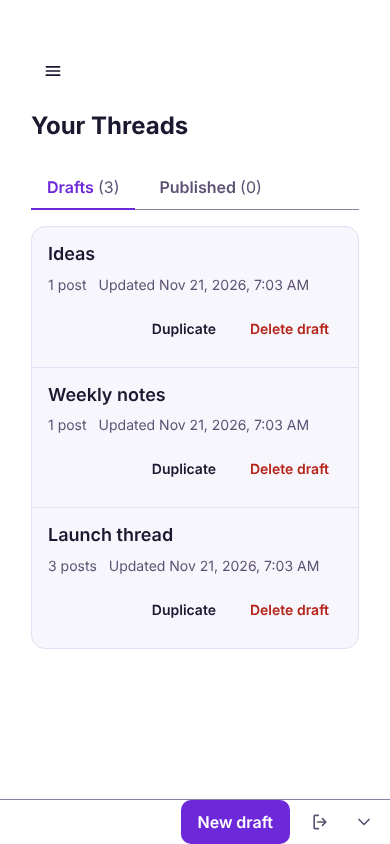 Your Threads
Drafts (3) Published (0)
Ideas
1 post Updated Nov 21, 2026, 7:03 AM
Duplicate Delete draft
Weekly notes
1 post Updated Nov 21, 2026, 7:03 AM
Duplicate Delete draft
Launch thread
3 posts Updated Nov 21, 2026, 7:03 AM
Duplicate Delete draft
New draft